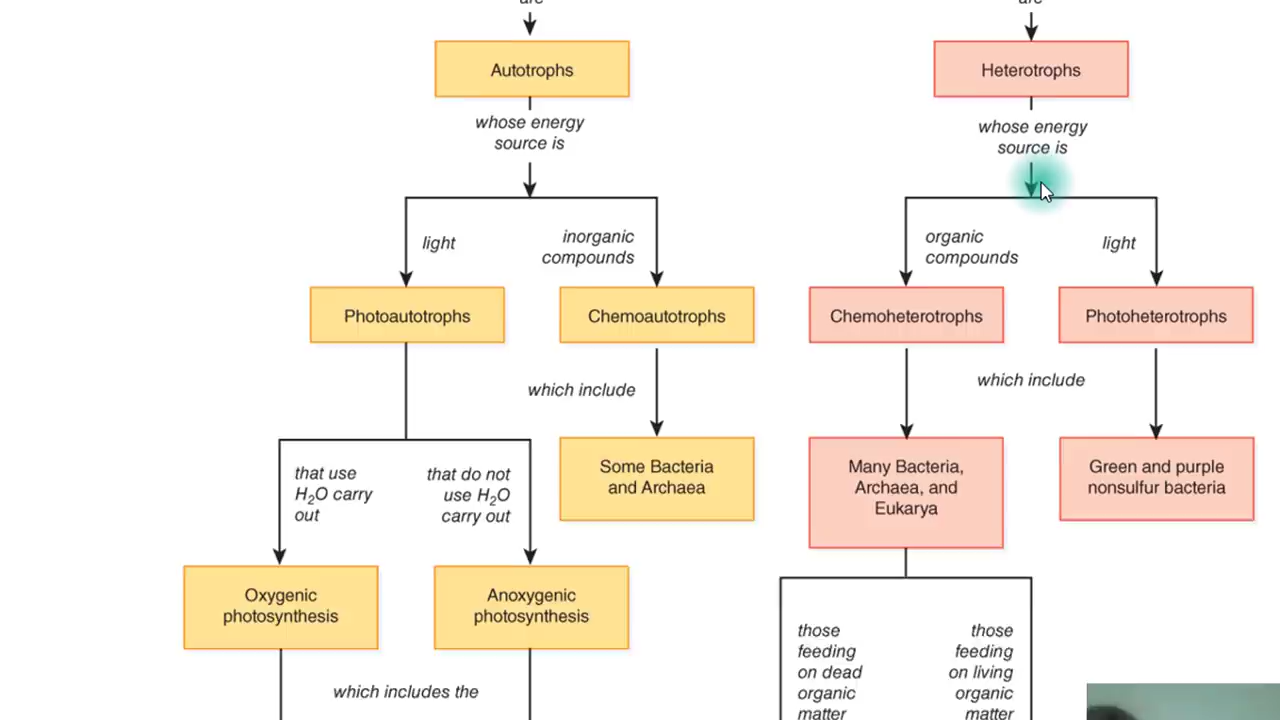 are
are
Autotrophs
Heterotrophs
whose energy
source is
whose energy
source is
light
inorganic
compounds
organic
compounds
light
Photoautotrophs
Chemoautotrophs
Chemoheterotrophs
Photoheterotrophs
which include
which include
that use
H₂O carry
out
that do not
use H₂O
carry out
Some Bacteria
and Archaea
Many Bacteria,
Archaea, and
Eukarya
Green and purple
nonsulfur bacteria
Oxygenic
photosynthesis
Anoxygenic
photosynthesis
those
feeding
on dead
organic
matter
those
feeding
on living
organic
matter
which includes the